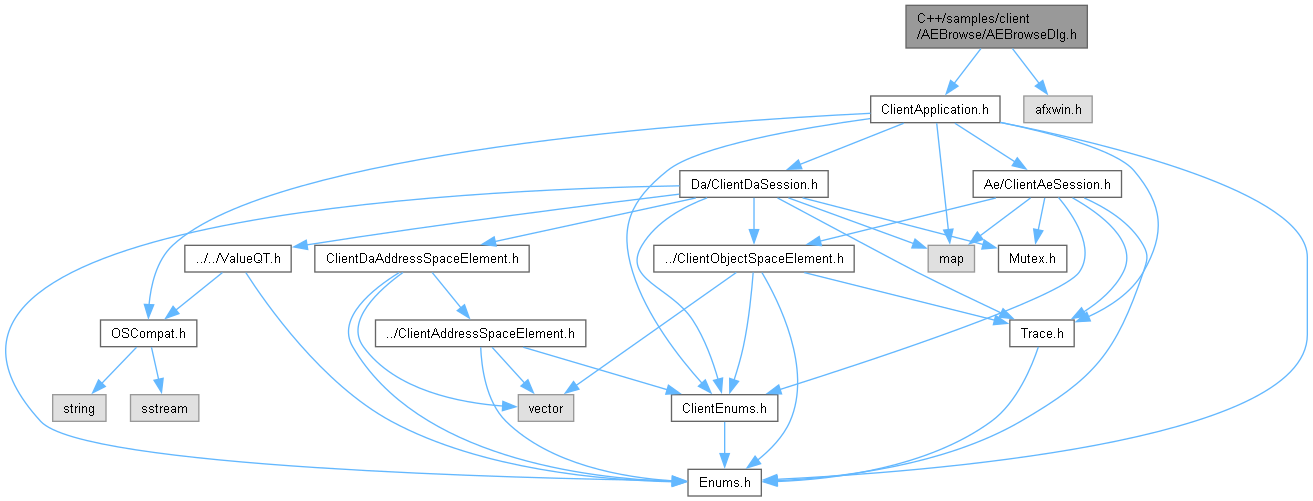 C++/samples/client
/AEBrowse/AEBrowseDlg.h
ClientApplication.h
afxwin.h
Da/ClientDaSession.h
Ae/ClientAeSession.h
../../ValueQT.h
ClientDaAddressSpaceElement.h
../ClientObjectSpaceElement.h
map
Mutex.h
OSCompat.h
../ClientAddressSpaceElement.h
Trace.h
string
sstream
vector
ClientEnums.h
Enums.h